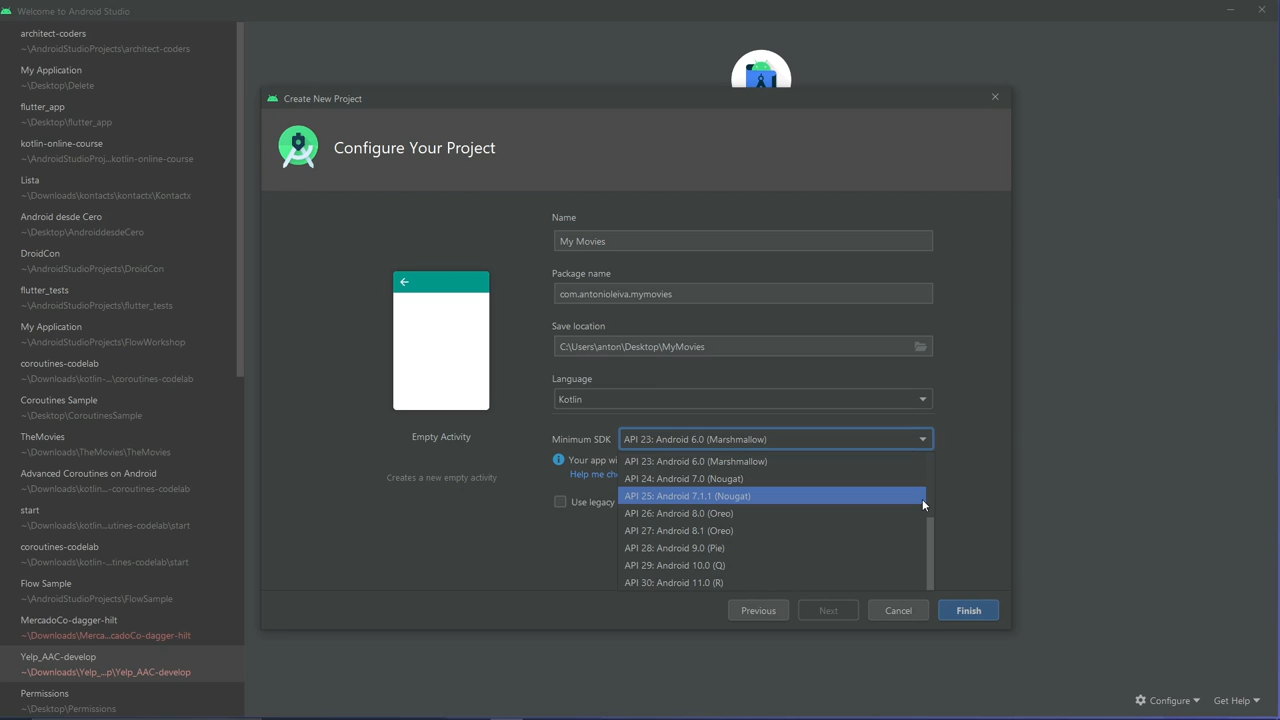 Welcome to Android Studio
architect-coders
~\AndroidStudioProjects\architect-coders
My Application
~\Desktop\Delete
flutter_app
~\Desktop\flutter_app
kotlin-online-course
~\AndroidStudioProj...kotlin-online-course
Lista
~\Downloads\kontacts\kontactx\Kontactx
Android desde Cero
~\Desktop\AndroiddesdeCero
DroidCon
~\AndroidStudioProjects\DroidCon
flutter_tests
~\AndroidStudioProjects\flutter_tests
My Application
~\AndroidStudioProjects\FlowWorkshop
coroutines-codelab
~\Downloads\kotlin-...\coroutines-codelab
Coroutines Sample
~\Desktop\CoroutinesSample
TheMovies
~\Downloads\TheMovies\TheMovies
Advanced Coroutines on Android
~\Downloads\kotlin-...-coroutines-codelab
start
~\Downloads\kotlin...utines-codelab\start
coroutines-codelab
~\Downloads\kotlin-...tines-codelab\start
Flow Sample
~\AndroidStudioProjects\FlowSample
MercadoCo-dagger-hilt
~\Downloads\Merca...cadoCo-dagger-hilt
Yelp_AAC-develop
~\Downloads\Yelp_...p\Yelp_AAC-develop
Permissions
~\Desktop\Permissions
Create New Project
Configure Your Project
Empty Activity
Creates a new empty activity
Name
My Movies
Package name
com.antonioleiva.mymovies
Save location
C:\Users\anton\Desktop\MyMovies
Language
Kotlin
Minimum SDK API 23: Android 6.0 (Marshmallow)
Your app wi
Help me ch
Use legacy
API 23: Android 6.0 (Marshmallow)
API 24: Android 7.0 (Nougat)
API 25: Android 7.1.1 (Nougat)
API 26: Android 8.0 (Oreo)
API 27: Android 8.1 (Oreo)
API 28: Android 9.0 (Pie)
API 29: Android 10.0 (Q)
API 30: Android 11.0 (R)
Previous Next Cancel Finish
Configure Get Help